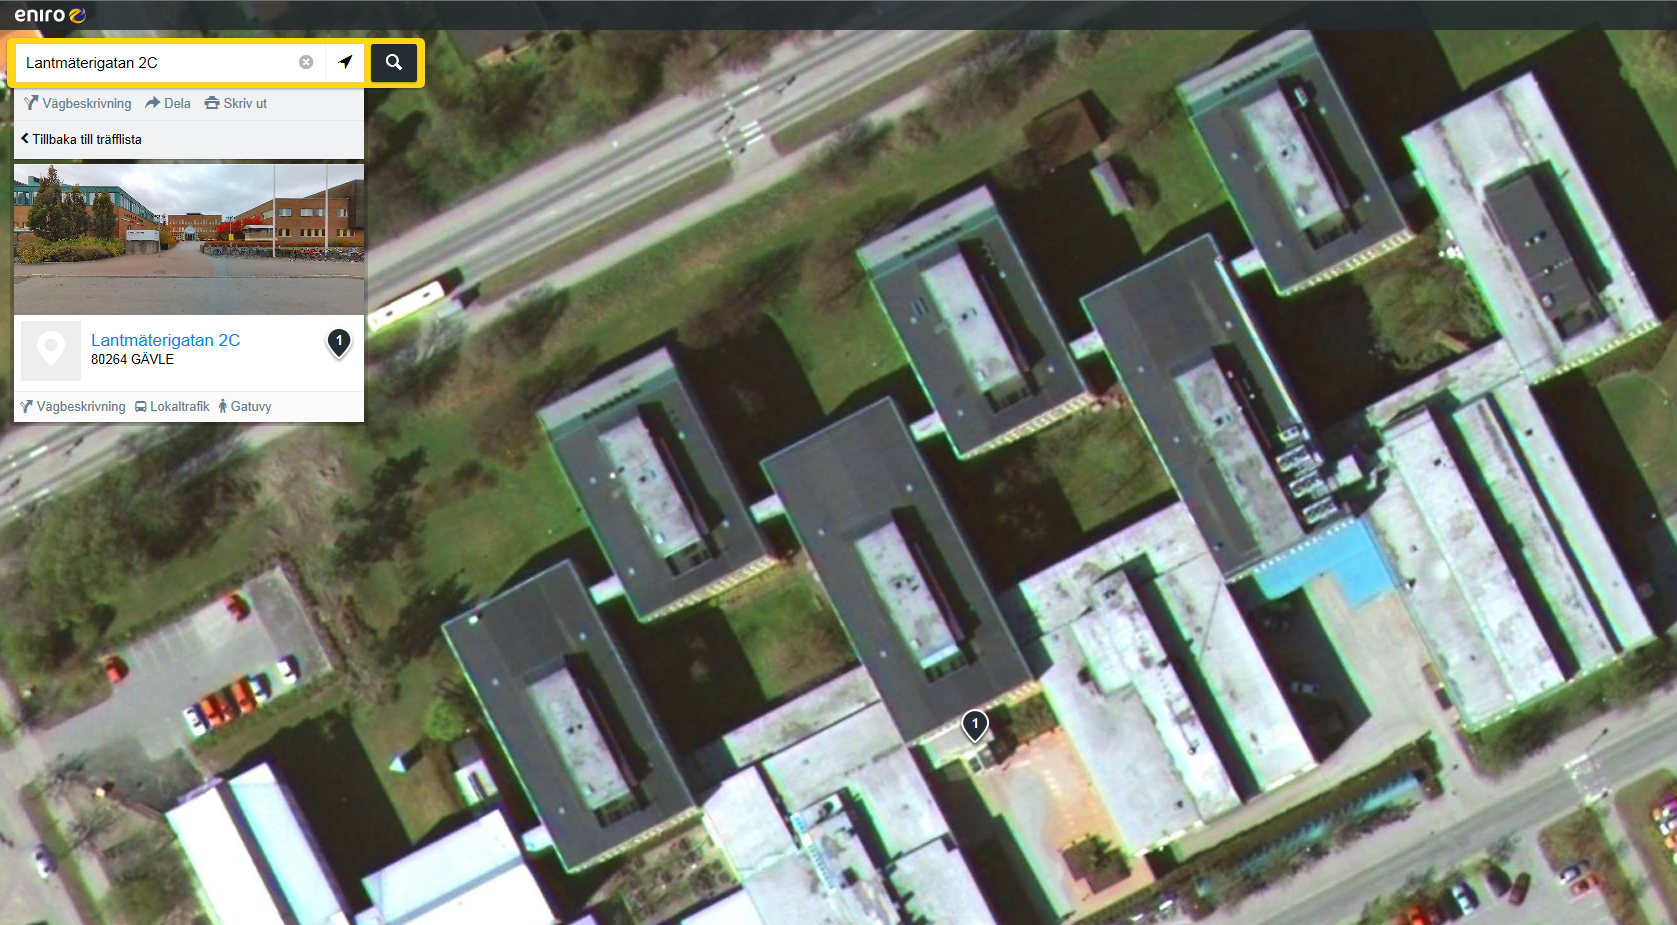 eniro
Lantmäterigatan 2C
Vägbeskrivning Dela Skriv ut
Tillbaka till träfflista
Lantmäterigatan 2C
1
80264 GÄVLE
Vägbeskrivning Lokaltrafik Gatuvy
1